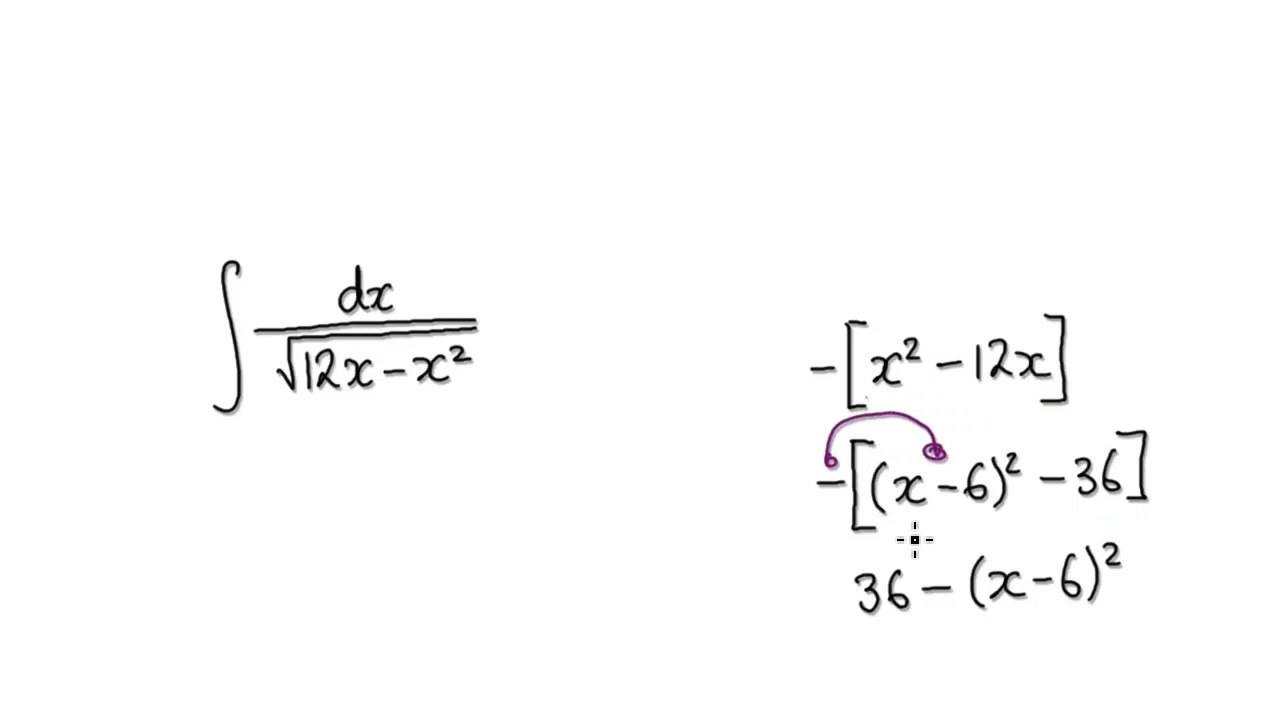 ∫ dx / √(12x − x²)
−[x² − 12x]
−[(x − 6)² − 36]
36 − (x − 6)²